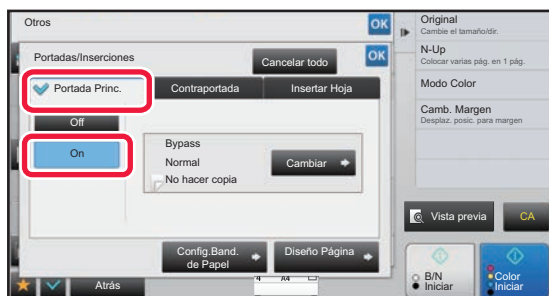 Otros
OK
Portadas/Inserciones
Cancelar todo
OK
Portada Princ.
Contraportada
Insertar Hoja
Off
On
Bypass
Normal
No hacer copia
Cambiar
Config.Band.
de Papel
Diseño Página
Atrás
A4
Original
Cambie el tamaño/dir.
N-Up
Colocar varias pág. en 1 pág.
Modo Color
Camb. Margen
Desplaz. posic. para margen
Vista previa
CA
B/N
Iniciar
Color
Iniciar